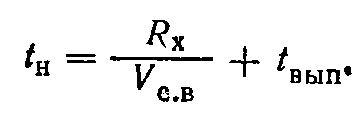 tн = Rх / Vс.в + tвып.